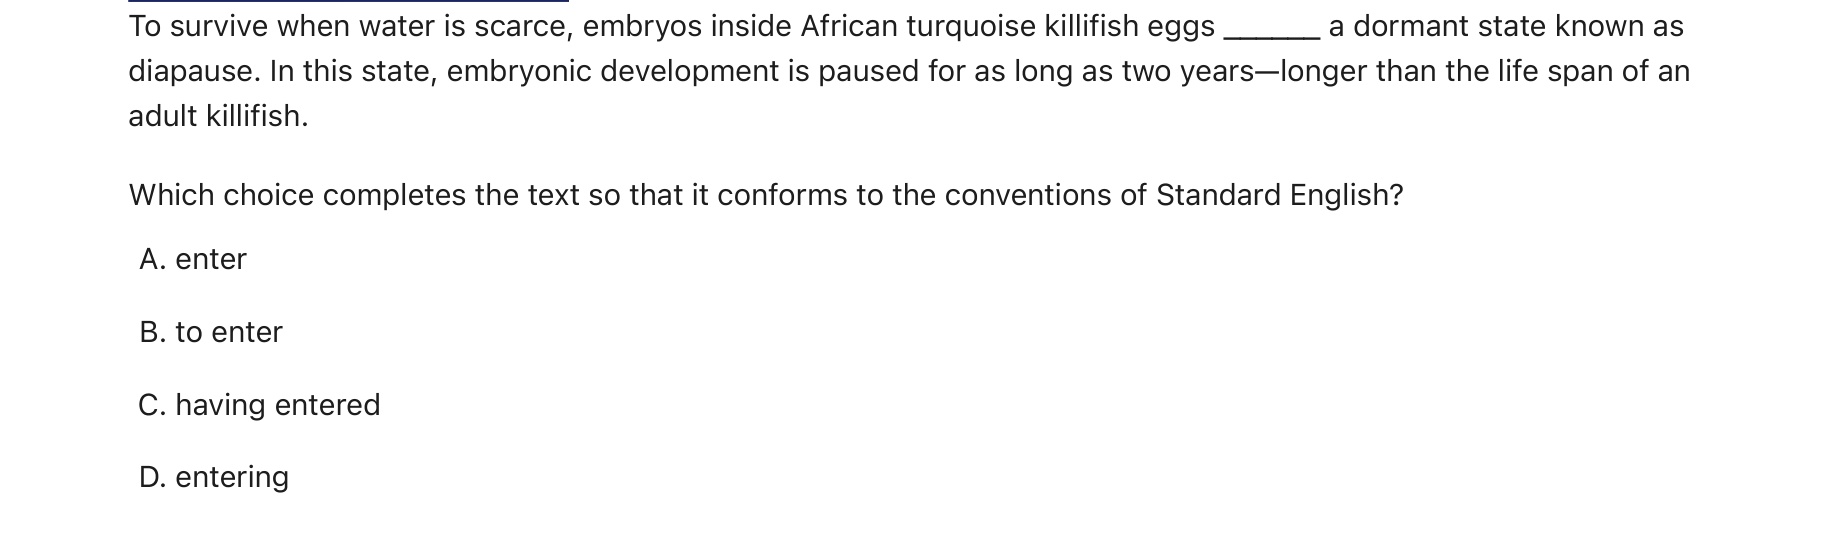 To survive when water is scarce, embryos inside African turquoise killifish eggs ______ a dormant state known as
diapause. In this state, embryonic development is paused for as long as two years—longer than the life span of an
adult killifish.
Which choice completes the text so that it conforms to the conventions of Standard English?
A. enter
B. to enter
C. having entered
D. entering